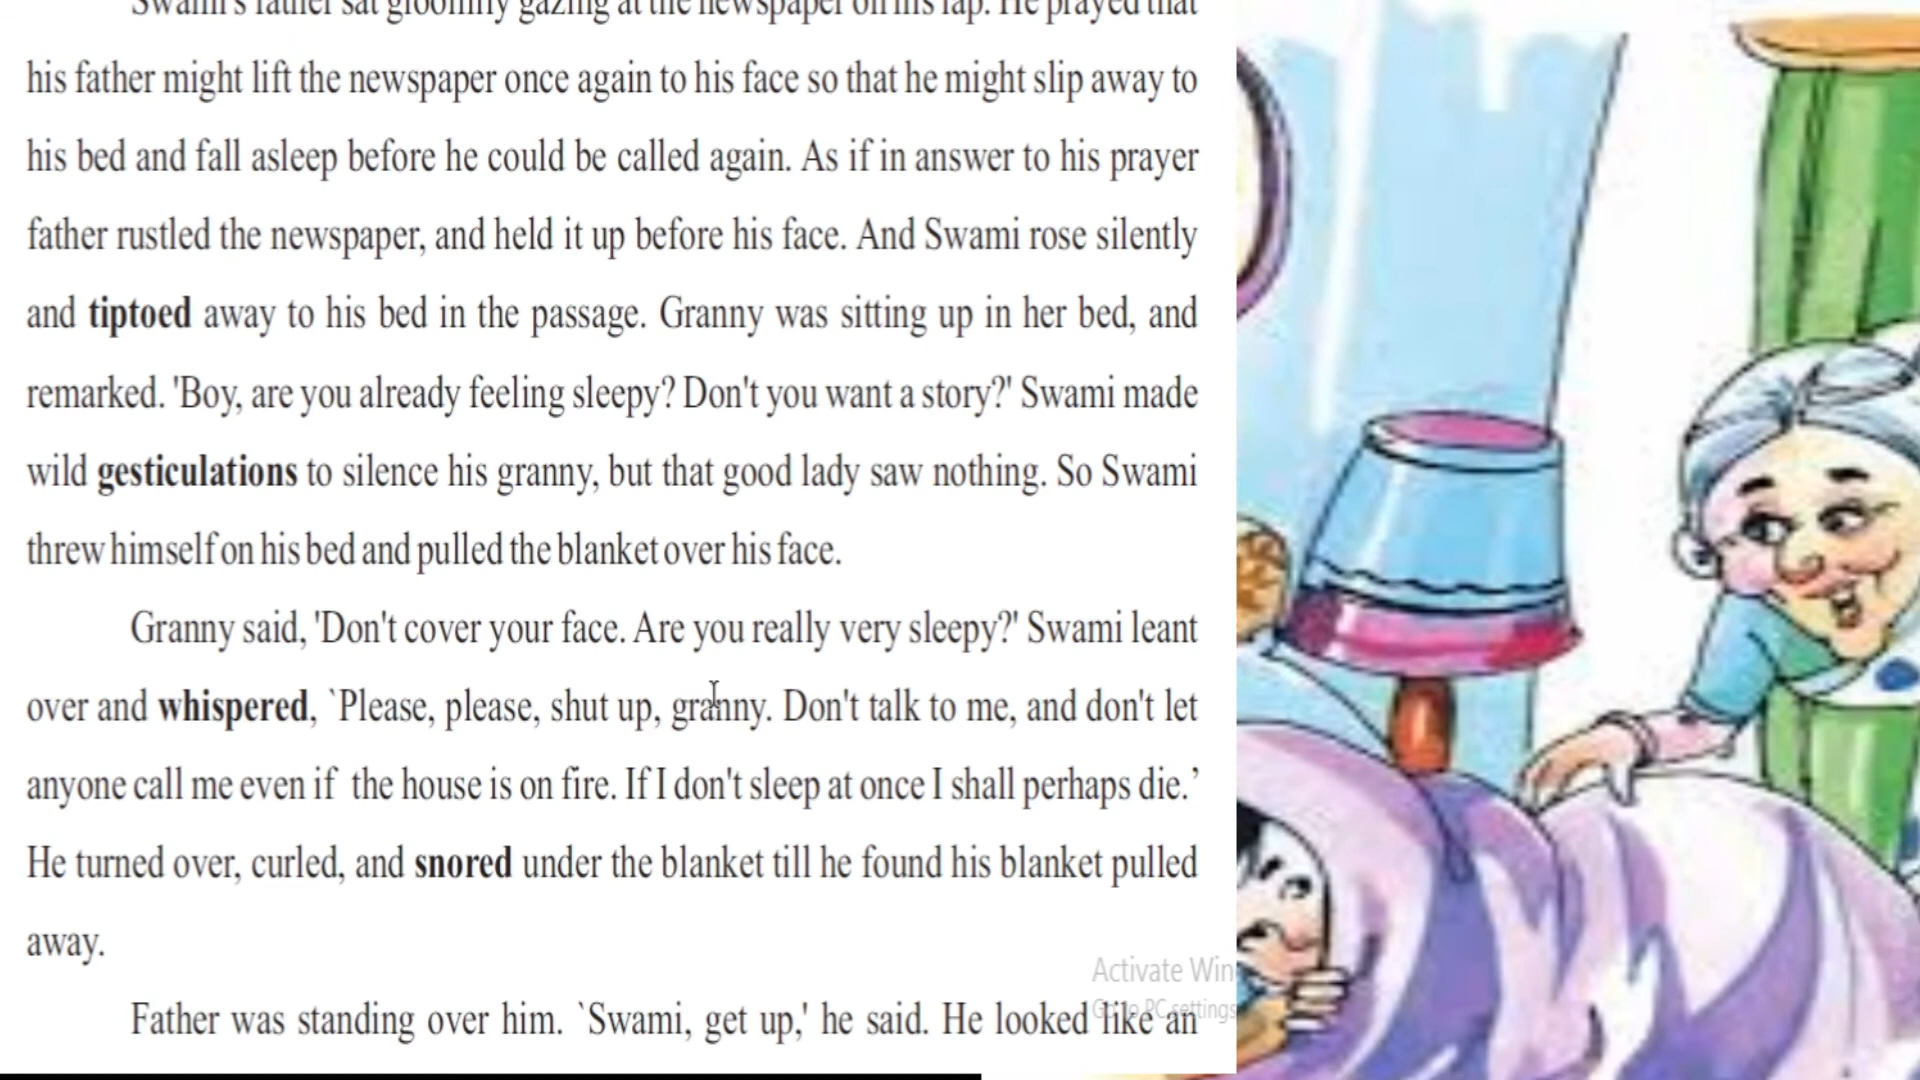 Swami's father sat gloomily gazing at the newspaper on his lap. He prayed that
his father might lift the newspaper once again to his face so that he might slip away to
his bed and fall asleep before he could be called again. As if in answer to his prayer
father rustled the newspaper, and held it up before his face. And Swami rose silently
and tiptoed away to his bed in the passage. Granny was sitting up in her bed, and
remarked. 'Boy, are you already feeling sleepy? Don't you want a story?' Swami made
wild gesticulations to silence his granny, but that good lady saw nothing. So Swami
threw himself on his bed and pulled the blanket over his face.
Granny said, 'Don't cover your face. Are you really very sleepy?' Swami leant
over and whispered, `Please, please, shut up, granny. Don't talk to me, and don't let
anyone call me even if the house is on fire. If I don't sleep at once I shall perhaps die.’
He turned over, curled, and snored under the blanket till he found his blanket pulled
away.
Activate Win
Go to PC settings
Father was standing over him. `Swami, get up,' he said. He looked like an